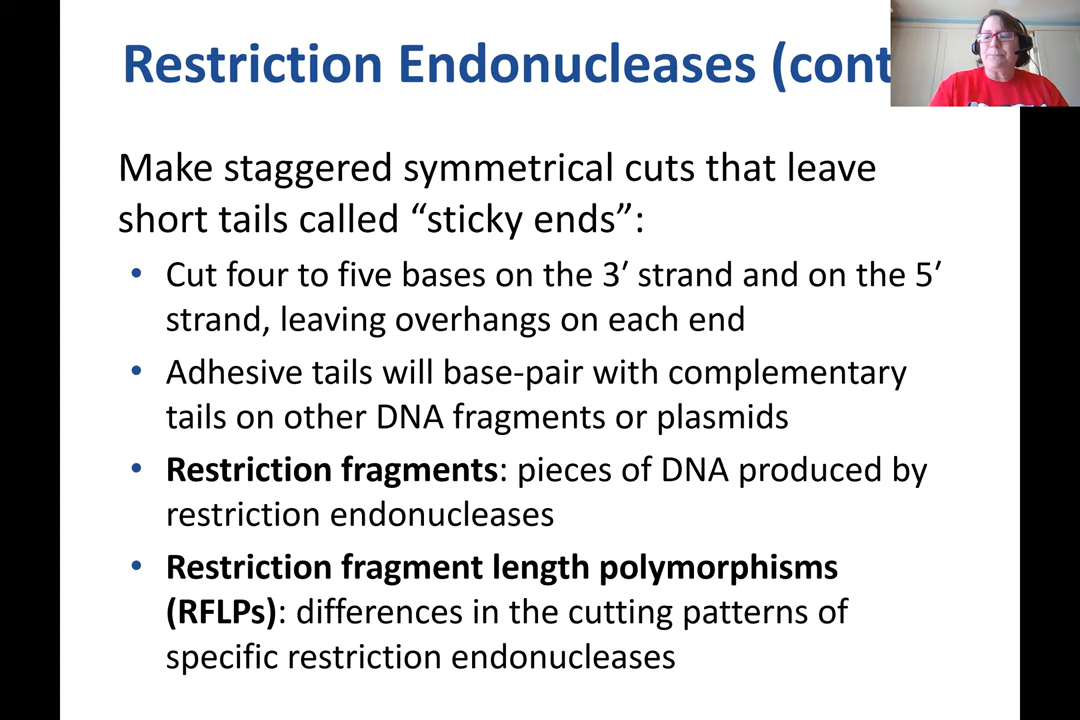 Restriction Endonucleases (cont
Make staggered symmetrical cuts that leave
short tails called “sticky ends”:
• Cut four to five bases on the 3′ strand and on the 5′
strand, leaving overhangs on each end
• Adhesive tails will base-pair with complementary
tails on other DNA fragments or plasmids
• Restriction fragments: pieces of DNA produced by
restriction endonucleases
• Restriction fragment length polymorphisms
(RFLPs): differences in the cutting patterns of
specific restriction endonucleases